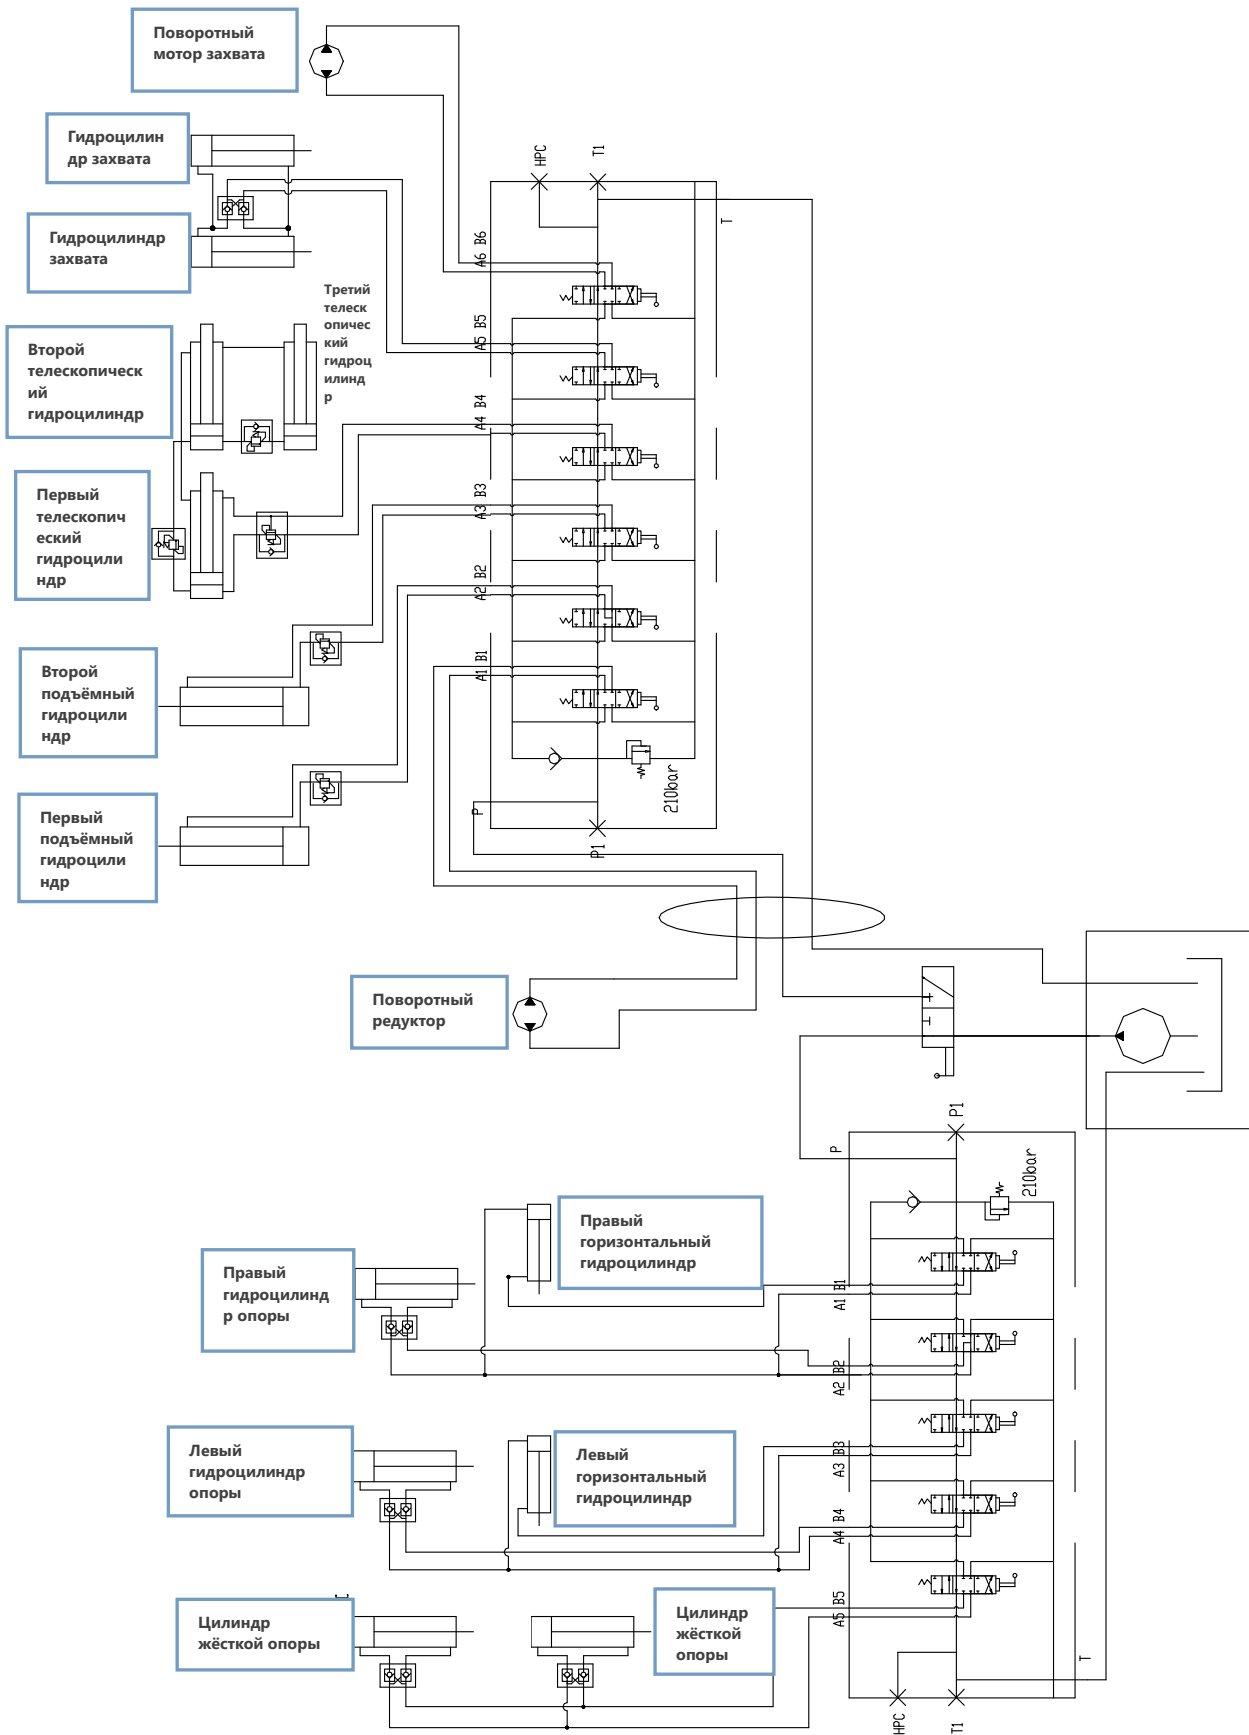 Поворотный
мотор захвата
Гидроцилин
др захвата
Гидроцилиндр
захвата
Третий
телеск
опичес
кий
гидроц
илинд
р
Второй
телескопическ
ий
гидроцилиндр
Первый
телескопич
еский
гидроцили
ндр
Второй
подъёмный
гидроцили
ндр
Первый
подъёмный
гидроцили
ндр
HPC
T1
T
A6 B6
A5 B5
A4 B4
A3 B3
A2 B2
A1 B1
210bar
P
P1
Поворотный
редуктор
P1
P
210bar
Правый
горизонтальный
гидроцилиндр
Правый
гидроцилинд
р опоры
A1 B1
A2 B2
Левый
гидроцилиндр
опоры
Левый
горизонтальный
гидроцилиндр
A3 B3
A4 B4
A5 B5
Цилиндр
жёсткой опоры
Цилиндр
жёсткой
опоры
T
HPC
T1